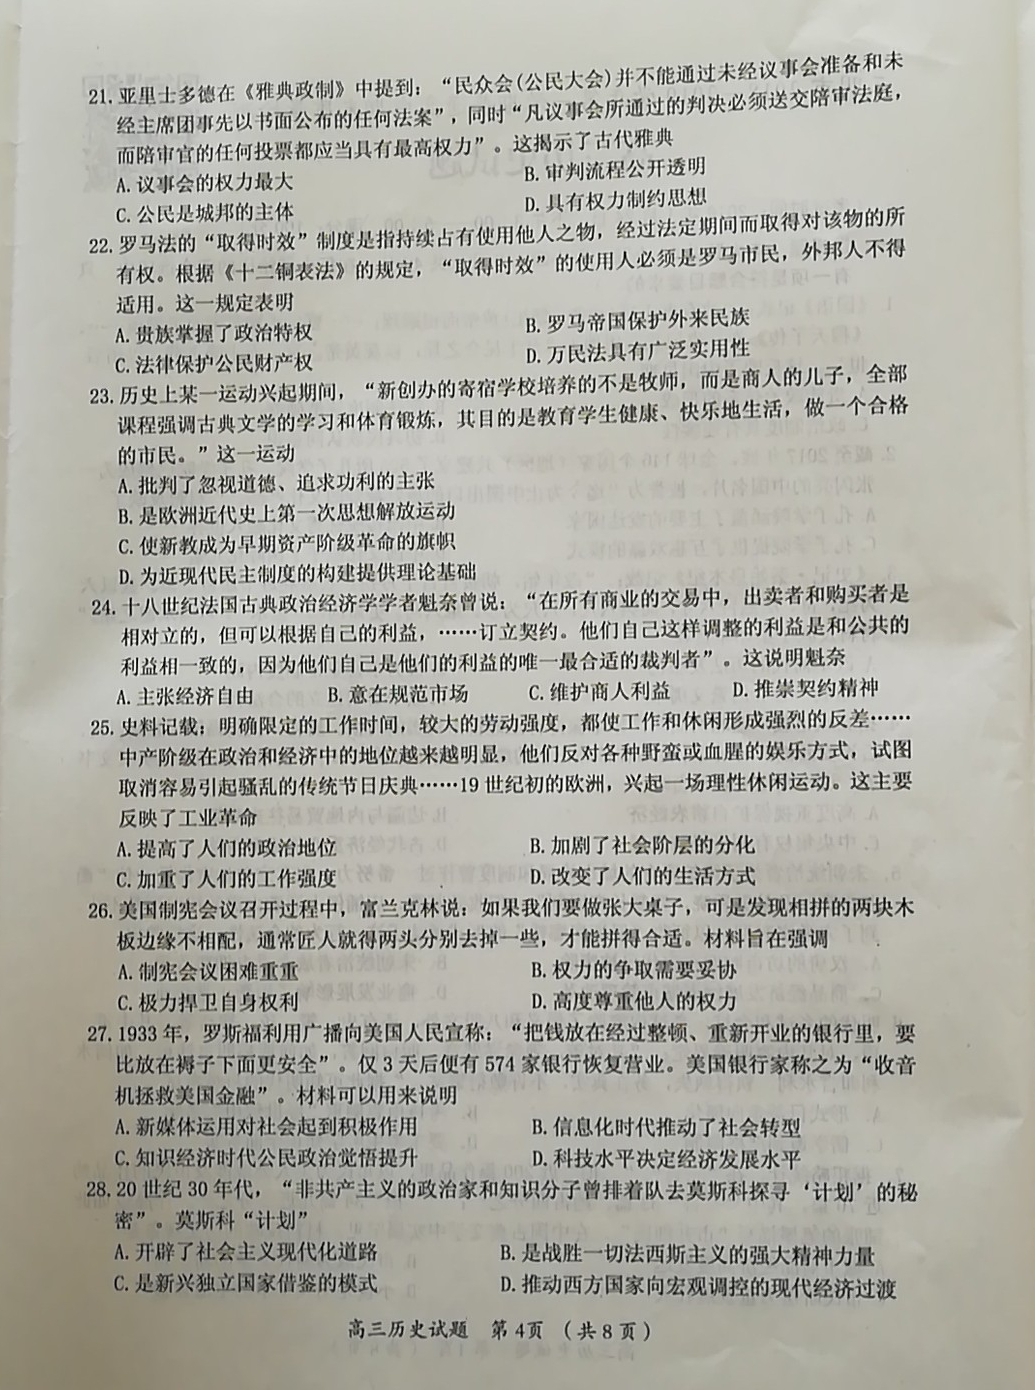 21.亚里士多德在《雅典政制》中提到：“民众会(公民大会)并不能通过未经议事会准备和未
经主席团事先以书面公布的任何法案”，同时“凡议事会所通过的判决必须送交陪审法庭，
而陪审官的任何投票都应当具有最高权力”。这揭示了古代雅典
A.议事会的权力最大 B.审判流程公开透明
C.公民是城邦的主体 D.具有权力制约思想
22.罗马法的“取得时效”制度是指持续占有使用他人之物，经过法定期间而取得对该物的所
有权。根据《十二铜表法》的规定，“取得时效”的使用人必须是罗马市民，外邦人不得
适用。这一规定表明
A.贵族掌握了政治特权 B.罗马帝国保护外来民族
C.法律保护公民财产权 D.万民法具有广泛实用性
23.历史上某一运动兴起期间，“新创办的寄宿学校培养的不是牧师，而是商人的儿子，全部
课程强调古典文学的学习和体育锻炼，其目的是教育学生健康、快乐地生活，做一个合格
的市民。”这一运动
A.批判了忽视道德、追求功利的主张
B.是欧洲近代史上第一次思想解放运动
C.使新教成为早期资产阶级革命的旗帜
D.为近现代民主制度的构建提供理论基础
24.十八世纪法国古典政治经济学学者魁奈曾说：“在所有商业的交易中，出卖者和购买者是
相对立的，但可以根据自己的利益，……订立契约。他们自己这样调整的利益是和公共的
利益相一致的，因为他们自己是他们的利益的唯一最合适的裁判者”。这说明魁奈
A.主张经济自由 B.意在规范市场 C.维护商人利益 D.推崇契约精神
25.史料记载：明确限定的工作时间，较大的劳动强度，都使工作和休闲形成强烈的反差……
中产阶级在政治和经济中的地位越来越明显，他们反对各种野蛮或血腥的娱乐方式，试图
取消容易引起骚乱的传统节日庆典……19世纪初的欧洲，兴起一场理性休闲运动。这主要
反映了工业革命
A.提高了人们的政治地位 B.加剧了社会阶层的分化
C.加重了人们的工作强度 D.改变了人们的生活方式
26.美国制宪会议召开过程中，富兰克林说：如果我们要做张大桌子，可是发现相拼的两块木
板边缘不相配，通常匠人就得两头分别去掉一些，才能拼得合适。材料旨在强调
A.制宪会议困难重重 B.权力的争取需要妥协
C.极力捍卫自身权利 D.高度尊重他人的权力
27.1933年，罗斯福利用广播向美国人民宣称：“把钱放在经过整顿、重新开业的银行里，要
比放在褥子下面更安全”。仅3天后便有574家银行恢复营业。美国银行家称之为“收音
机拯救美国金融”。材料可以用来说明
A.新媒体运用对社会起到积极作用 B.信息化时代推动了社会转型
C.知识经济时代公民政治觉悟提升 D.科技水平决定经济发展水平
28.20世纪30年代，“非共产主义的政治家和知识分子曾排着队去莫斯科探寻‘计划’的秘
密”。莫斯科“计划”
A.开辟了社会主义现代化道路 B.是战胜一切法西斯主义的强大精神力量
C.是新兴独立国家借鉴的模式 D.推动西方国家向宏观调控的现代经济过渡
高三历史试题 第4页 (共8页)